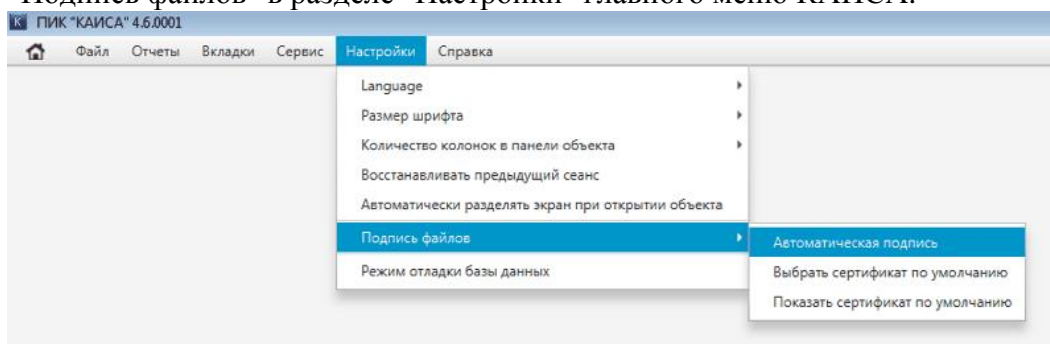 "Подпись файлов" в разделе "Настройки" главного меню КАИСА.
ПИК "КАИСА" 4.6.0001
Файл Отчеты Вкладки Сервис Настройки Справка
Language
Размер шрифта
Количество колонок в панели объекта
Восстанавливать предыдущий сеанс
Автоматически разделять экран при открытии объекта
Подпись файлов
Автоматическая подпись
Режим отладки базы данных
Выбрать сертификат по умолчанию
Показать сертификат по умолчанию